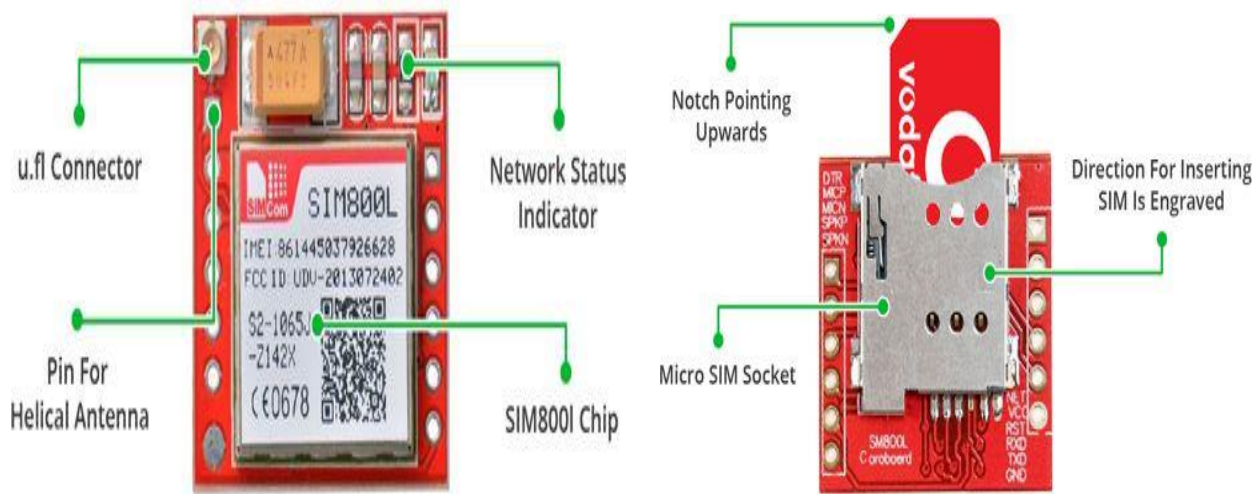 u.fl Connector
Pin For
Helical Antenna
Network Status
Indicator
SIM800l Chip
A 477A
SIMCom
SIM800L
IMEI:861445037926628
FCC ID:UDV-2013072402
S2-1065J
-Z142X
CE0678
Notch Pointing
Upwards
Direction For Inserting
SIM Is Engraved
Micro SIM Socket
voda
DTR
MICP
MICN
SPKP
SPKN
NET
VCC
RST
RXD
TXD
GND
SM800L
Coroboard